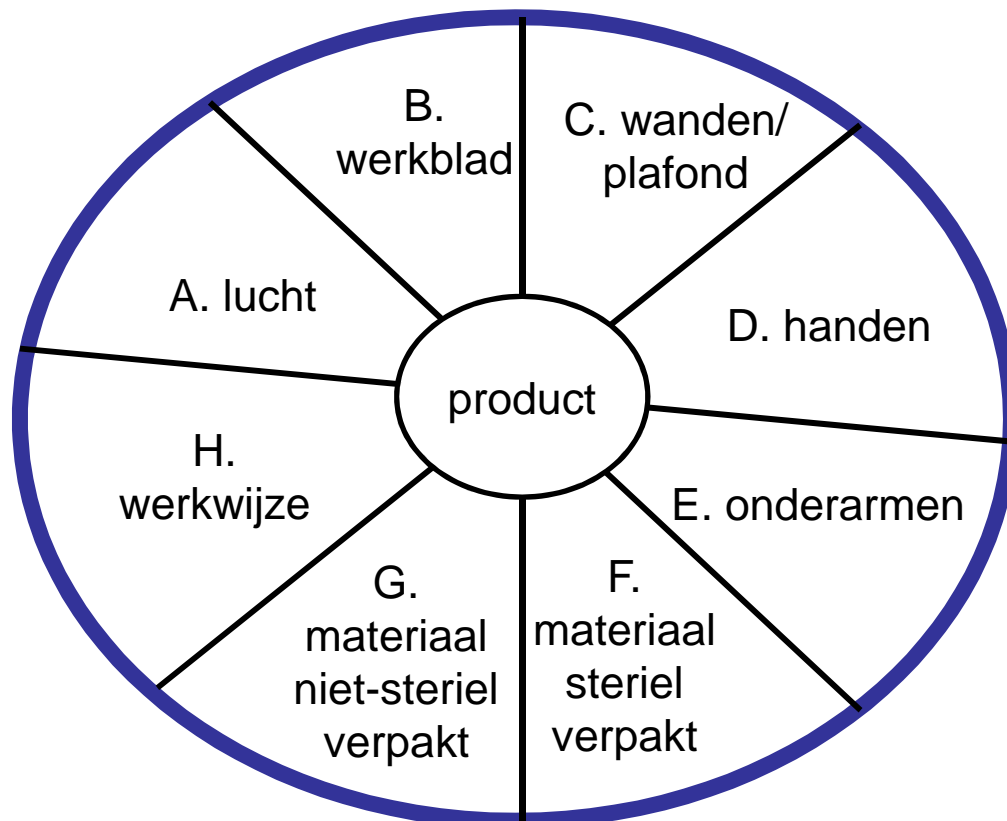 A. lucht
B.
werkblad
C. wanden/
plafond
D. handen
E. onderarmen
F.
materiaal
steriel
verpakt
G.
materiaal
niet-steriel
verpakt
H.
werkwijze
product